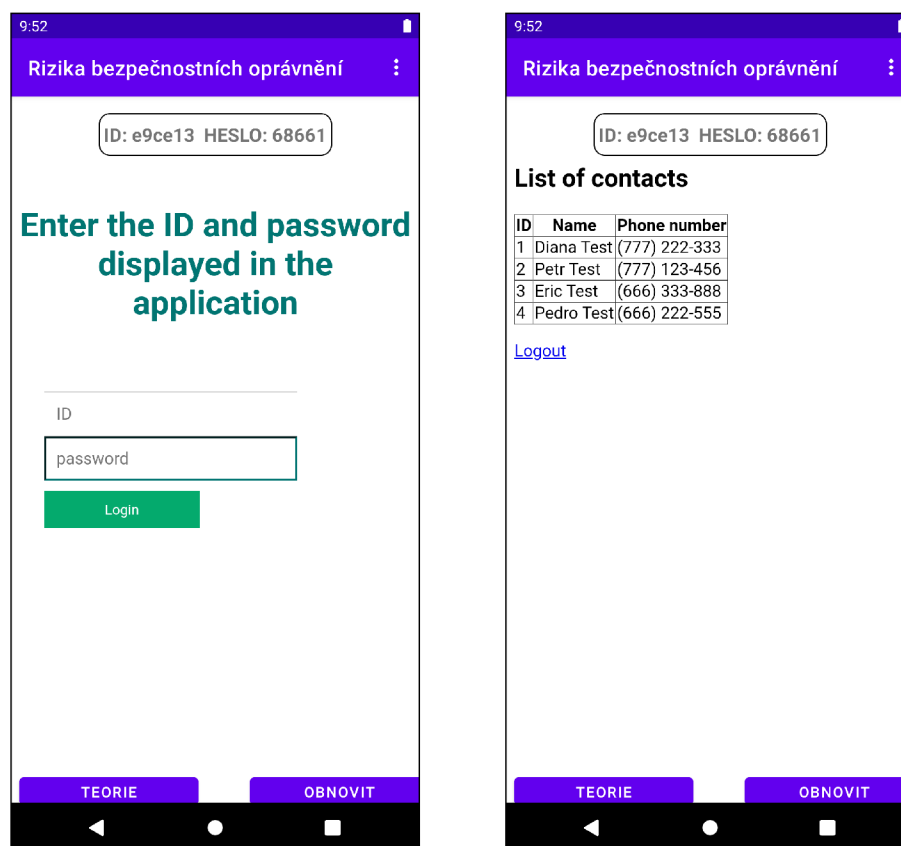 9:52
Rizika bezpečnostních oprávnění
ID: e9ce13 HESLO: 68661
Enter the ID and password
displayed in the
application
ID
password
Login
TEORIE OBNOVIT
9:52
Rizika bezpečnostních oprávnění
ID: e9ce13 HESLO: 68661
List of contacts
ID Name Phone number
1 Diana Test (777) 222-333
2 Petr Test (777) 123-456
3 Eric Test (666) 333-888
4 Pedro Test (666) 222-555
Logout
TEORIE OBNOVIT